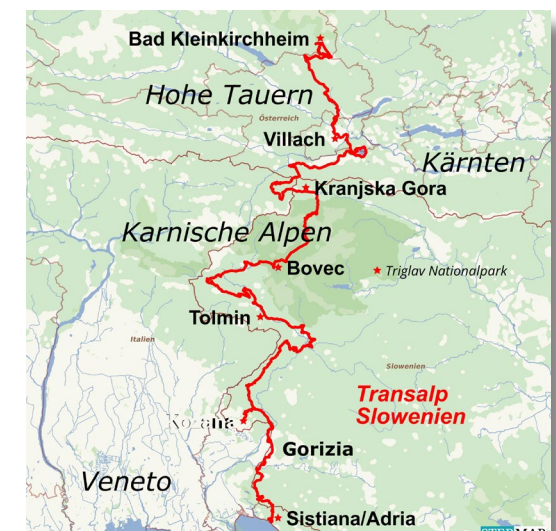 Bad Kleinkirchheim
Hohe Tauern
Österreich
Villach
Kärnten
Kranjska Gora
Karnische Alpen
Bovec
Triglav Nationalpark
Tolmin
Italien
Slowenien
Transalp
Slowenien
Gorizia
Veneto
Sistiana/Adria